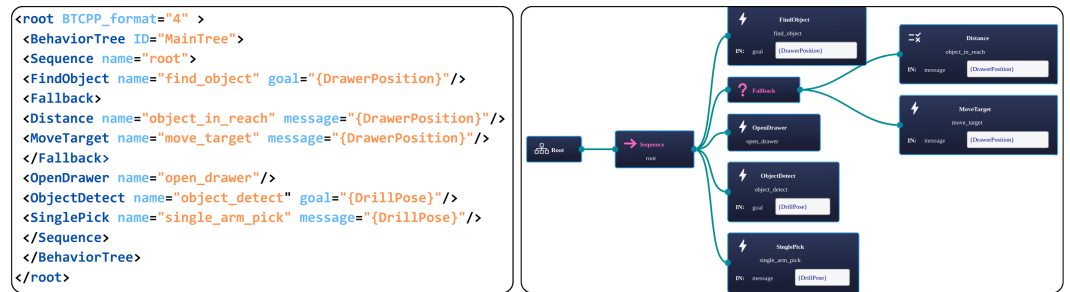 <root BTCPP_format="4" >
<BehaviorTree ID="MainTree">
<Sequence name="root">
<FindObject name="find_object" goal="{DrawerPosition}"/>
<Fallback>
<Distance name="object_in_reach" message="{DrawerPosition}"/>
<MoveTarget name="move_target" message="{DrawerPosition}"/>
</Fallback>
<OpenDrawer name="open_drawer"/>
<ObjectDetect name="object_detect" goal="{DrillPose}"/>
<SinglePick name="single_arm_pick" message="{DrillPose}"/>
</Sequence>
</BehaviorTree>
</root>
Root
Sequence
root
FindObject
find_object
IN: goal {DrawerPosition}
Fallback
Distance
object_in_reach
IN: message {DrawerPosition}
MoveTarget
move_target
IN: message {DrawerPosition}
OpenDrawer
open_drawer
ObjectDetect
object_detect
IN: goal {DrillPose}
SinglePick
single_arm_pick
IN: message {DrillPose}